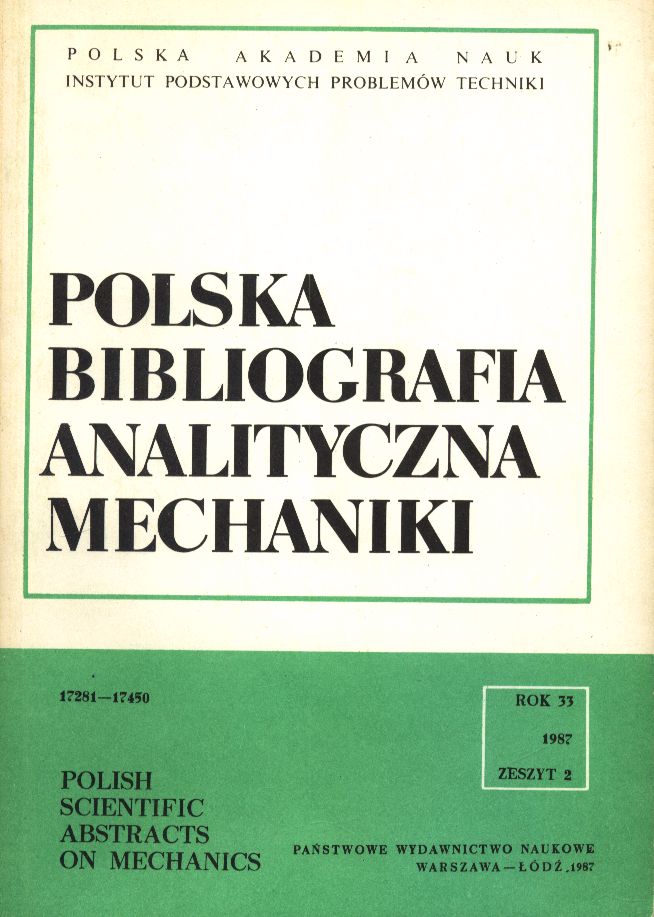 POLSKA AKADEMIA NAUK
INSTYTUT PODSTAWOWYCH PROBLEMÓW TECHNIKI
POLSKA
BIBLIOGRAFIA
ANALITYCZNA
MECHANIKI
17281—17450
ROK 33
1987
ZESZYT 2
POLISH
SCIENTIFIC
ABSTRACTS
ON MECHANICS
PAŃSTWOWE WYDAWNICTWO NAUKOWE
WARSZAWA—ŁÓDŹ,1987